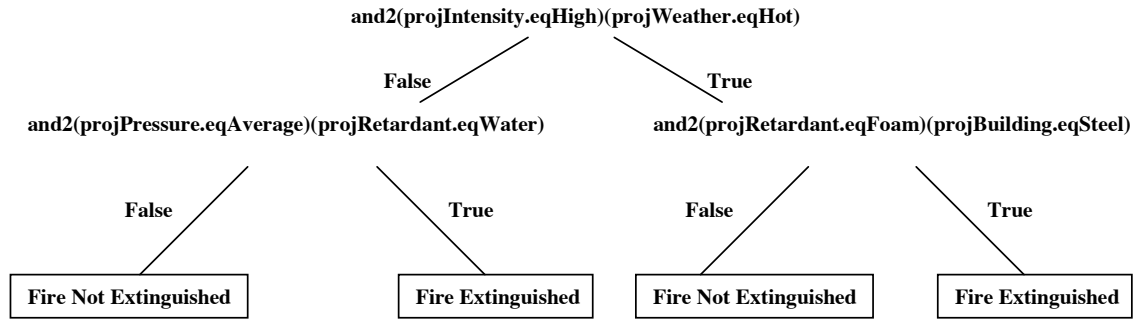 and2(projIntensity.eqHigh)(projWeather.eqHot)
False
True
and2(projPressure.eqAverage)(projRetardant.eqWater)
and2(projRetardant.eqFoam)(projBuilding.eqSteel)
False
True
False
True
Fire Not Extinguished
Fire Extinguished
Fire Not Extinguished
Fire Extinguished